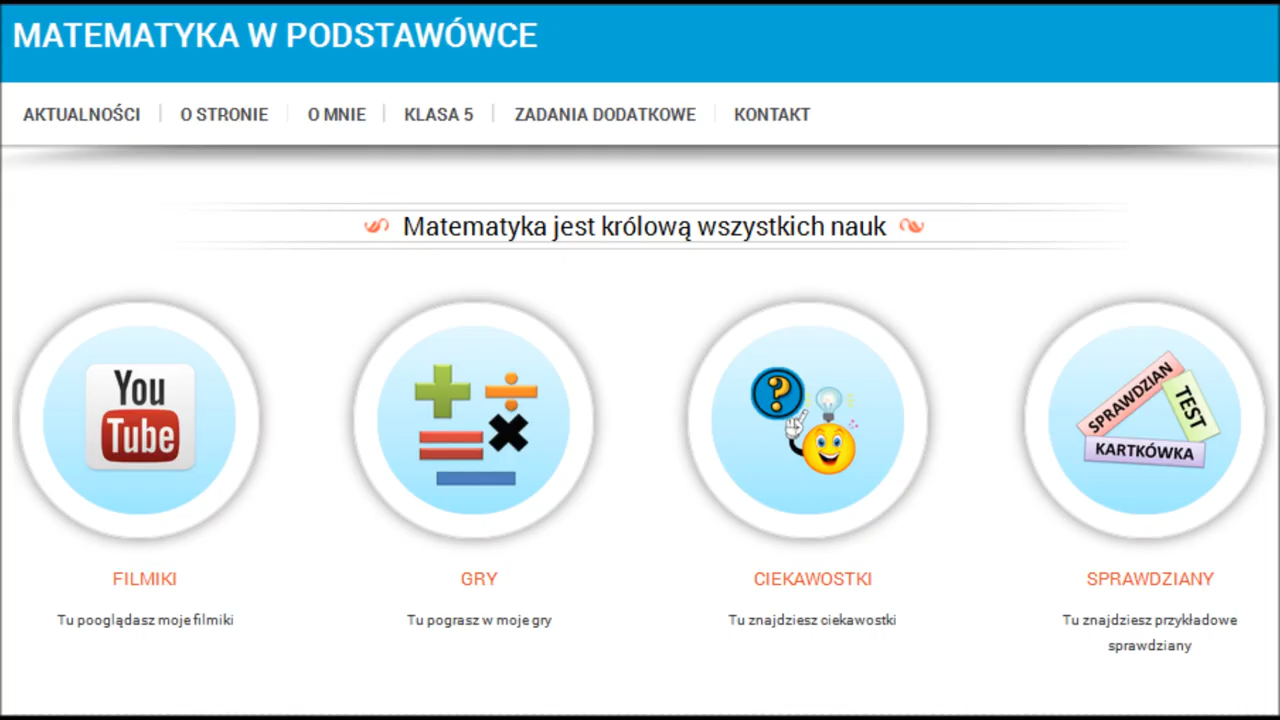 MATEMATYKA W PODSTAWÓWCE
AKTUALNOŚCI O STRONIE O MNIE KLASA 5 ZADANIA DODATKOWE KONTAKT
Matematyka jest królową wszystkich nauk
You
Tube
?
SPRAWDZIAN
TEST
KARTKÓWKA
FILMIKI GRY CIEKAWOSTKI SPRAWDZIANY
Tu pooglądasz moje filmiki Tu pograsz w moje gry Tu znajdziesz ciekawostki Tu znajdziesz przykładowe
sprawdziany